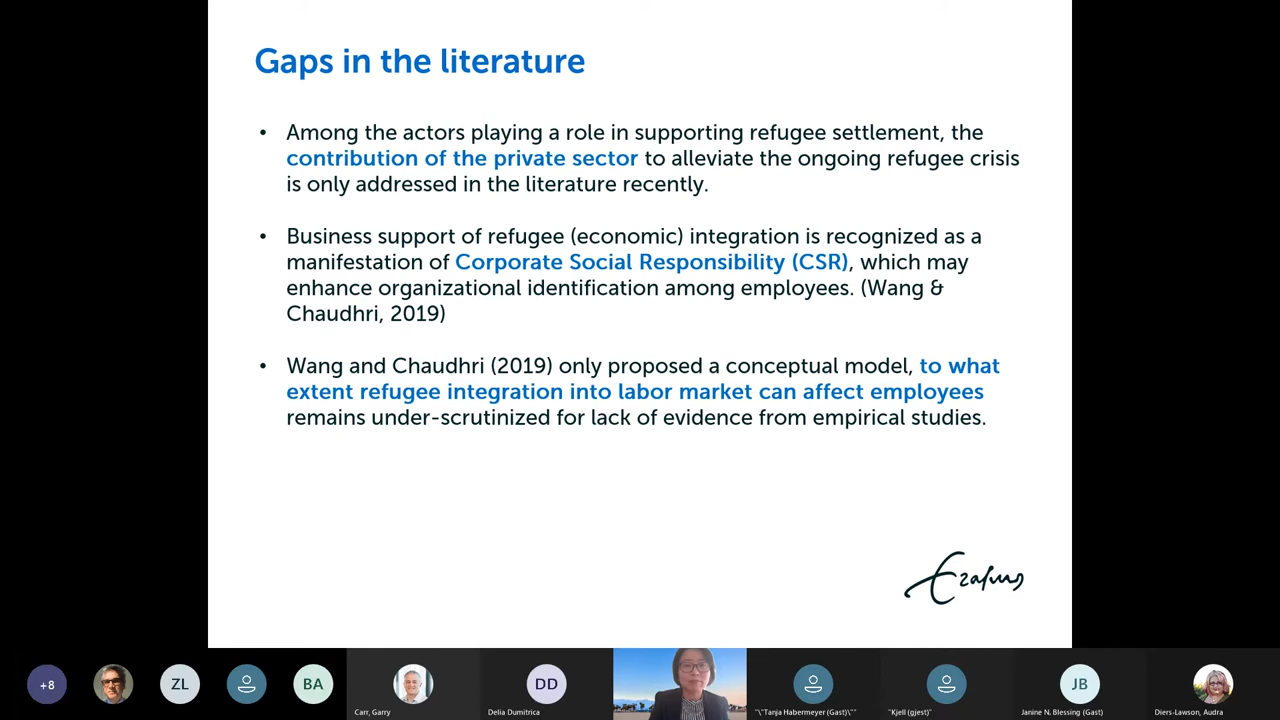 Gaps in the literature
• Among the actors playing a role in supporting refugee settlement, the
contribution of the private sector to alleviate the ongoing refugee crisis
is only addressed in the literature recently.
• Business support of refugee (economic) integration is recognized as a
manifestation of Corporate Social Responsibility (CSR), which may
enhance organizational identification among employees. (Wang &
Chaudhri, 2019)
• Wang and Chaudhri (2019) only proposed a conceptual model, to what
extent refugee integration into labor market can affect employees
remains under-scrutinized for lack of evidence from empirical studies.
Erasmus
+8
ZL
BA
Carr, Garry
DD
Delia Dumitrica
"\"Tanja Habermeyer (Gast)\""
"Kjell (gjest)"
JB
Janine N. Blessing (Gast)
Diers-Lawson, Audra